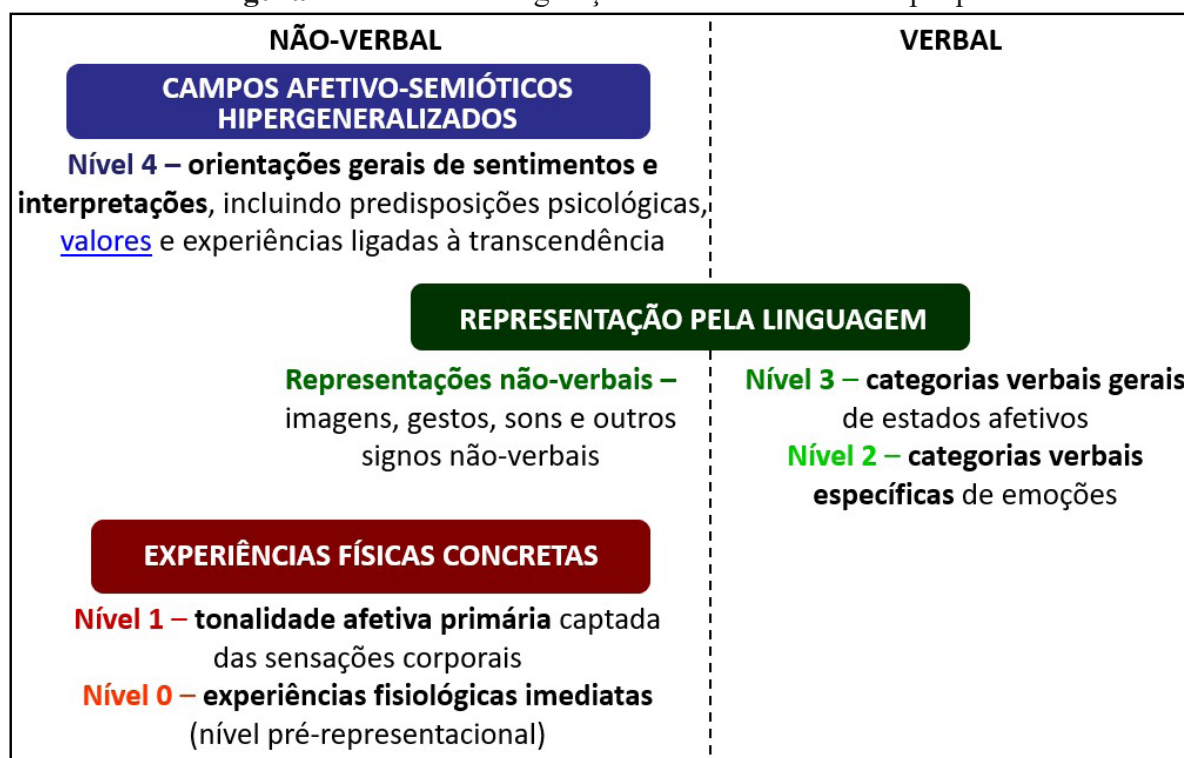 NÃO-VERBAL
VERBAL
CAMPOS AFETIVO-SEMIÓTICOS
HIPERGENERALIZADOS
Nível 4 – orientações gerais de sentimentos e
interpretações, incluindo predisposições psicológicas,
valores e experiências ligadas à transcendência
REPRESENTAÇÃO PELA LINGUAGEM
Representações não-verbais –
imagens, gestos, sons e outros
signos não-verbais
Nível 3 – categorias verbais gerais
de estados afetivos
Nível 2 – categorias verbais
específicas de emoções
EXPERIÊNCIAS FÍSICAS CONCRETAS
Nível 1 – tonalidade afetiva primária captada
das sensações corporais
Nível 0 – experiências fisiológicas imediatas
(nível pré-representacional)